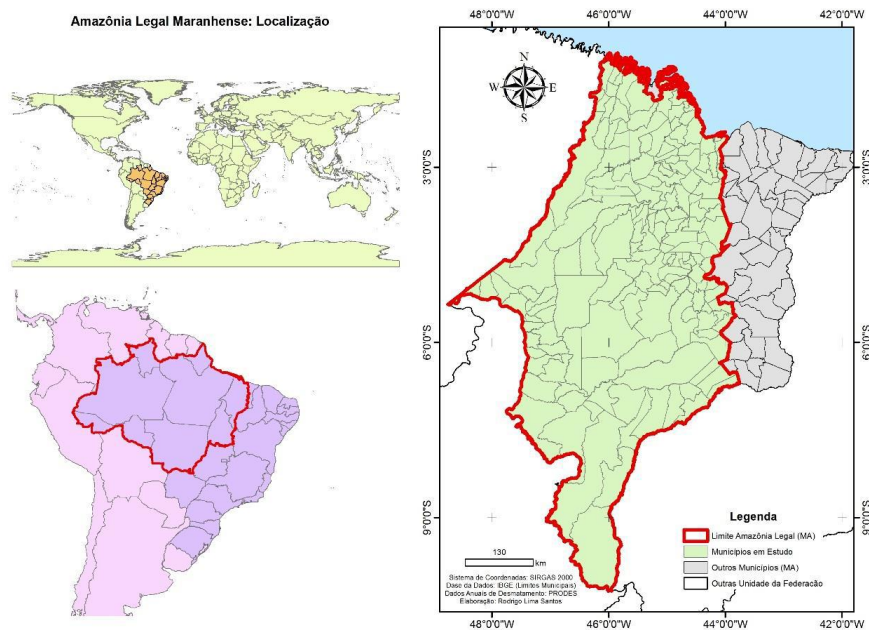 Amazônia Legal Maranhense: Localização
48°0'0"W 46°0'0"W 44°0'0"W 42°0'0"W
N
W E
S
3°0'0"S 3°0'0"S
6°0'0"S 6°0'0"S
9°0'0"S 9°0'0"S
Legenda
Limite Amazônia Legal (MA)
Municípios em Estudo
Outros Municípios (MA)
Outras Unidade da Federacão
130
km
Sistema de Coordenadas: SIRGAS 2000
Dase da Dados: IBGE (Limitos Municipais)
Dados Anuais de Desmatamento: PRODES
Elaboração: Rodrigo Lima Santos
48°0'0"W 46°0'0"W 44°0'0"W 42°0'0"W